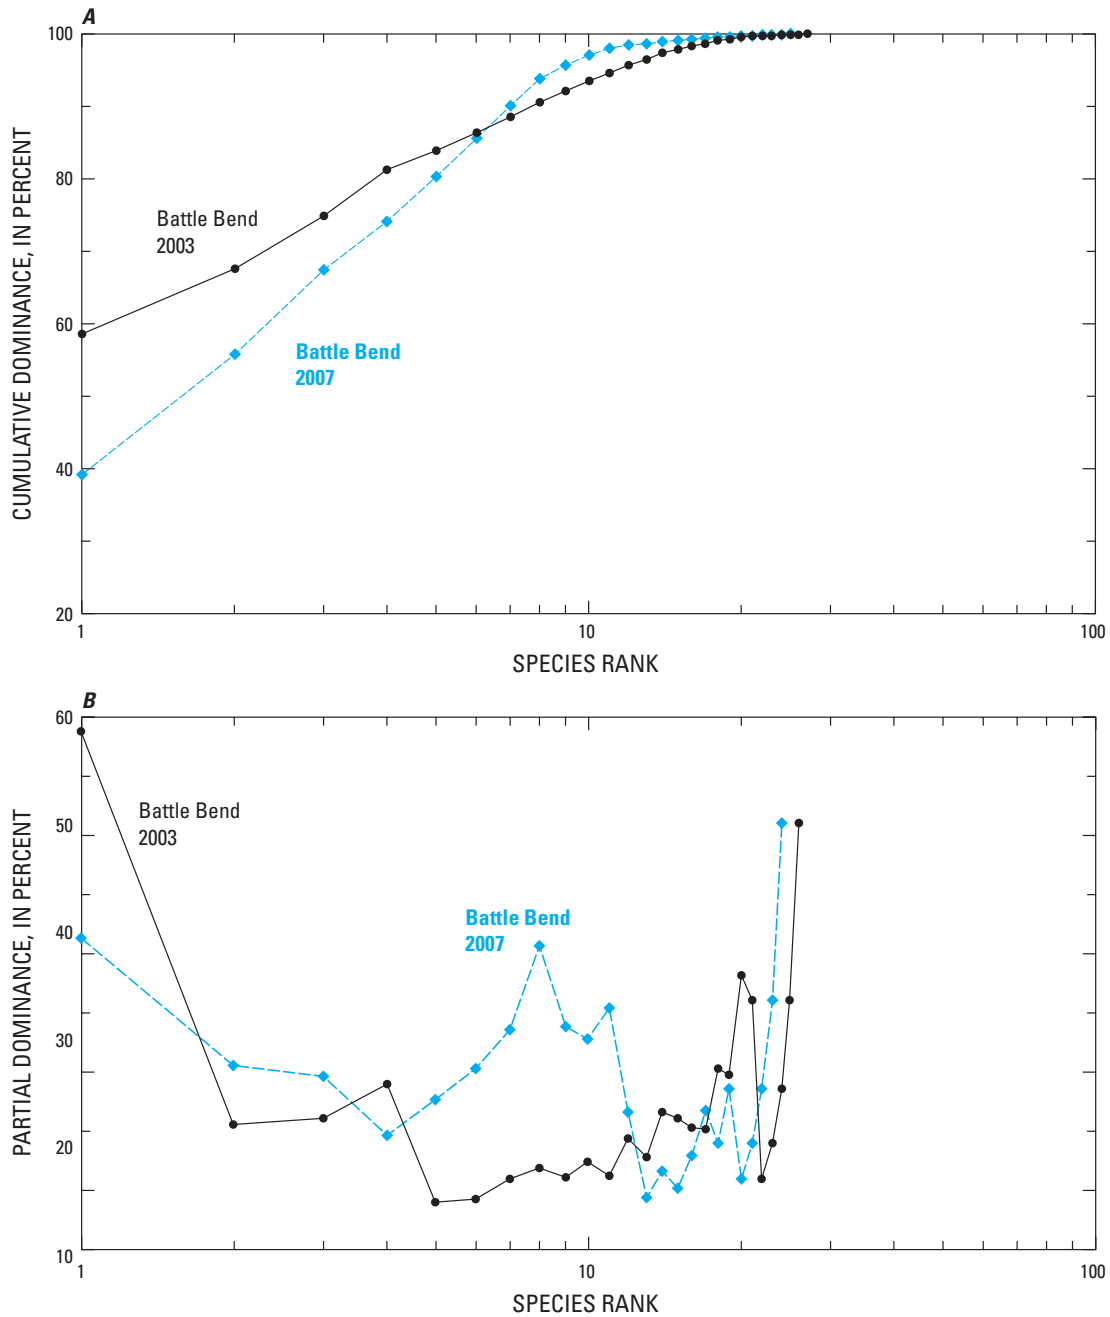 A
100
80
60
40
20
CUMULATIVE DOMINANCE, IN PERCENT
Battle Bend
2003
Battle Bend
2007
1
10
100
SPECIES RANK
B
60
50
40
30
20
10
PARTIAL DOMINANCE, IN PERCENT
Battle Bend
2003
Battle Bend
2007
1
10
100
SPECIES RANK